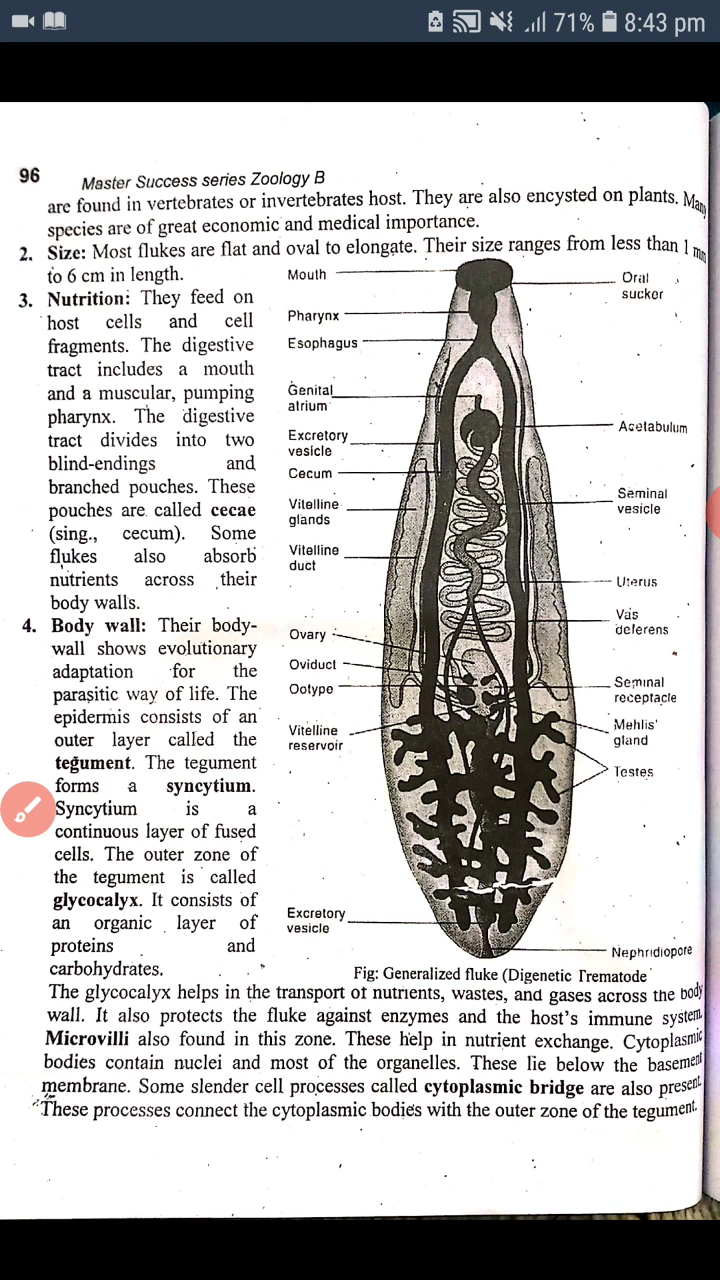 71% 8:43 pm
96 Master Success series Zoology B
are found in vertebrates or invertebrates host. They are also encysted on plants. Many
species are of great economic and medical importance.
2. Size: Most flukes are flat and oval to elongate. Their size ranges from less than 1 mm
to 6 cm in length.
3. Nutrition: They feed on
host cells and cell
fragments. The digestive
tract includes a mouth
and a muscular, pumping
pharynx. The digestive
tract divides into two
blind-endings and
branched pouches. These
pouches are called cecae
(sing., cecum). Some
flukes also absorb
nutrients across their
body walls.
4. Body wall: Their body-
wall shows evolutionary
adaptation for the
parasitic way of life. The
epidermis consists of an
outer layer called the
tegument. The tegument
forms a syncytium.
Syncytium is a
continuous layer of fused
cells. The outer zone of
the tegument is called
glycocalyx. It consists of
an organic layer of
proteins and
carbohydrates.
Mouth
Pharynx
Esophagus
Genital
atrium
Excretory
vesicle
Cecum
Vitelline
glands
Vitelline
duct
Ovary
Oviduct
Ootype
Vitelline
reservoir
Excretory
vesicle
Oral
sucker
Acetabulum
Seminal
vesicle
Uterus
Vas
deferens
Seminal
receptacle
Mehlis'
gland
Testes
Nephridiopore
Fig: Generalized fluke (Digenetic Trematode
The glycocalyx helps in the transport of nutrients, wastes, and gases across the body
wall. It also protects the fluke against enzymes and the host's immune system.
Microvilli also found in this zone. These help in nutrient exchange. Cytoplasmic
bodies contain nuclei and most of the organelles. These lie below the basement
membrane. Some slender cell processes called cytoplasmic bridge are also present.
These processes connect the cytoplasmic bodies with the outer zone of the tegument.